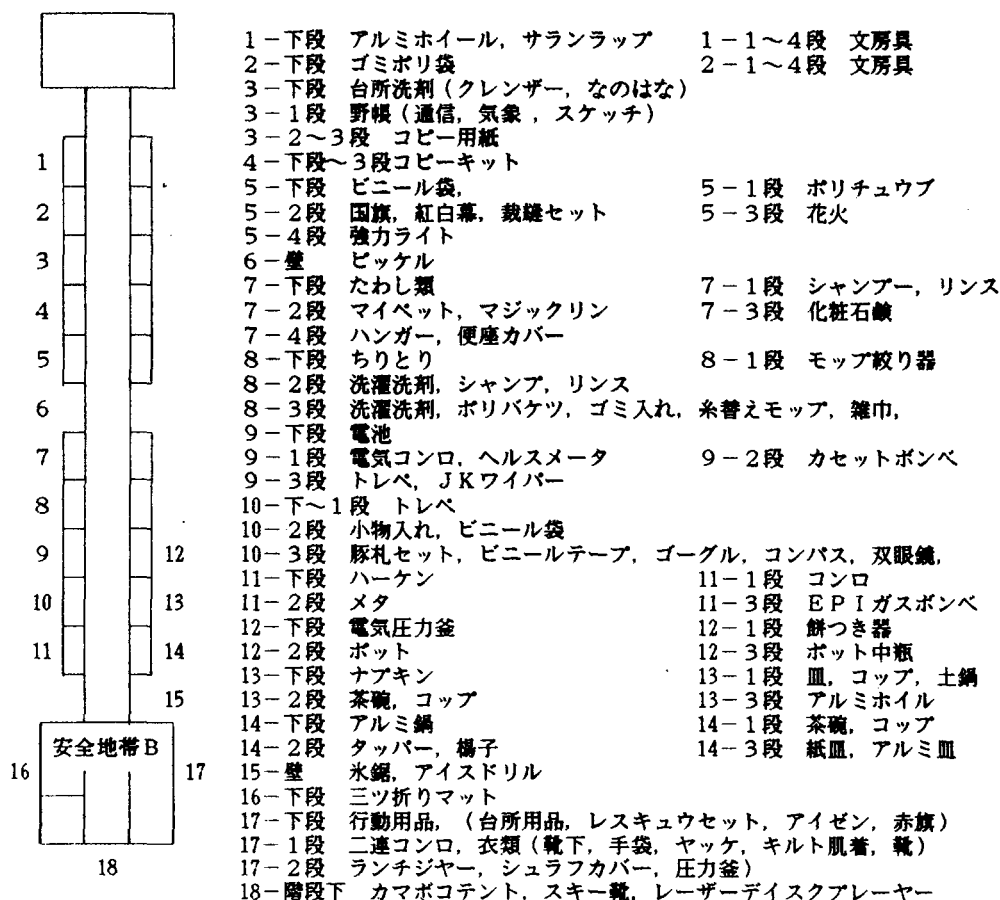 1－下段　アルミホイール，サランラップ　　1－1～4段　文房具
2－下段　ゴミポリ袋　　2－1～4段　文房具
3－下段　台所洗剤（クレンザー，なのはな）
3－1段　野帳（通信，気象，スケッチ）
3－2～3段　コピー用紙
4－下段～3段コピーキット
5－下段　ビニール袋，　　5－1段　ポリチュウブ
5－2段　国旗，紅白幕，裁縫セット　　5－3段　花火
5－4段　強力ライト
6－壁　ピッケル
7－下段　たわし類　　7－1段　シャンプー，リンス
7－2段　マイペット，マジックリン　　7－3段　化粧石鹸
7－4段　ハンガー，便座カバー
8－下段　ちりとり　　8－1段　モップ絞り器
8－2段　洗濯洗剤，シャンプ，リンス
8－3段　洗濯洗剤，ポリバケツ，ゴミ入れ，糸替えモップ，雑巾，
9－下段　電池
9－1段　電気コンロ，ヘルスメータ　　9－2段　カセットボンベ
9－3段　トレペ，ＪＫワイパー
10－下～1段　トレペ
10－2段　小物入れ，ビニール袋
10－3段　豚札セット，ビニールテープ，ゴーグル，コンパス，双眼鏡，
11－下段　ハーケン　　11－1段　コンロ
11－2段　メタ　　11－3段　ＥＰＩガスボンベ
12－下段　電気圧力釜　　12－1段　餅つき器
12－2段　ポット　　12－3段　ポット中瓶
13－下段　ナプキン　　13－1段　皿，コップ，土鍋
13－2段　茶碗，コップ　　13－3段　アルミホイル
14－下段　アルミ鍋　　14－1段　茶碗，コップ
14－2段　タッパー，楊子　　14－3段　紙皿，アルミ皿
15－壁　氷鋸，アイスドリル
16－下段　三ツ折りマット
17－下段　行動用品，（台所用品，レスキュウセット，アイゼン，赤旗）
17－1段　二連コンロ，衣類（靴下，手袋，ヤッケ，キルト肌着，靴）
17－2段　ランチジヤー，シュラフカバー，圧力釜）
18－階段下　カマボコテント，スキー靴，レーザーデイスクプレーヤー
1
2
3
4
5
6
7
8
9　12
10　13
11　14
15
安全地帯Ｂ
16　17
18